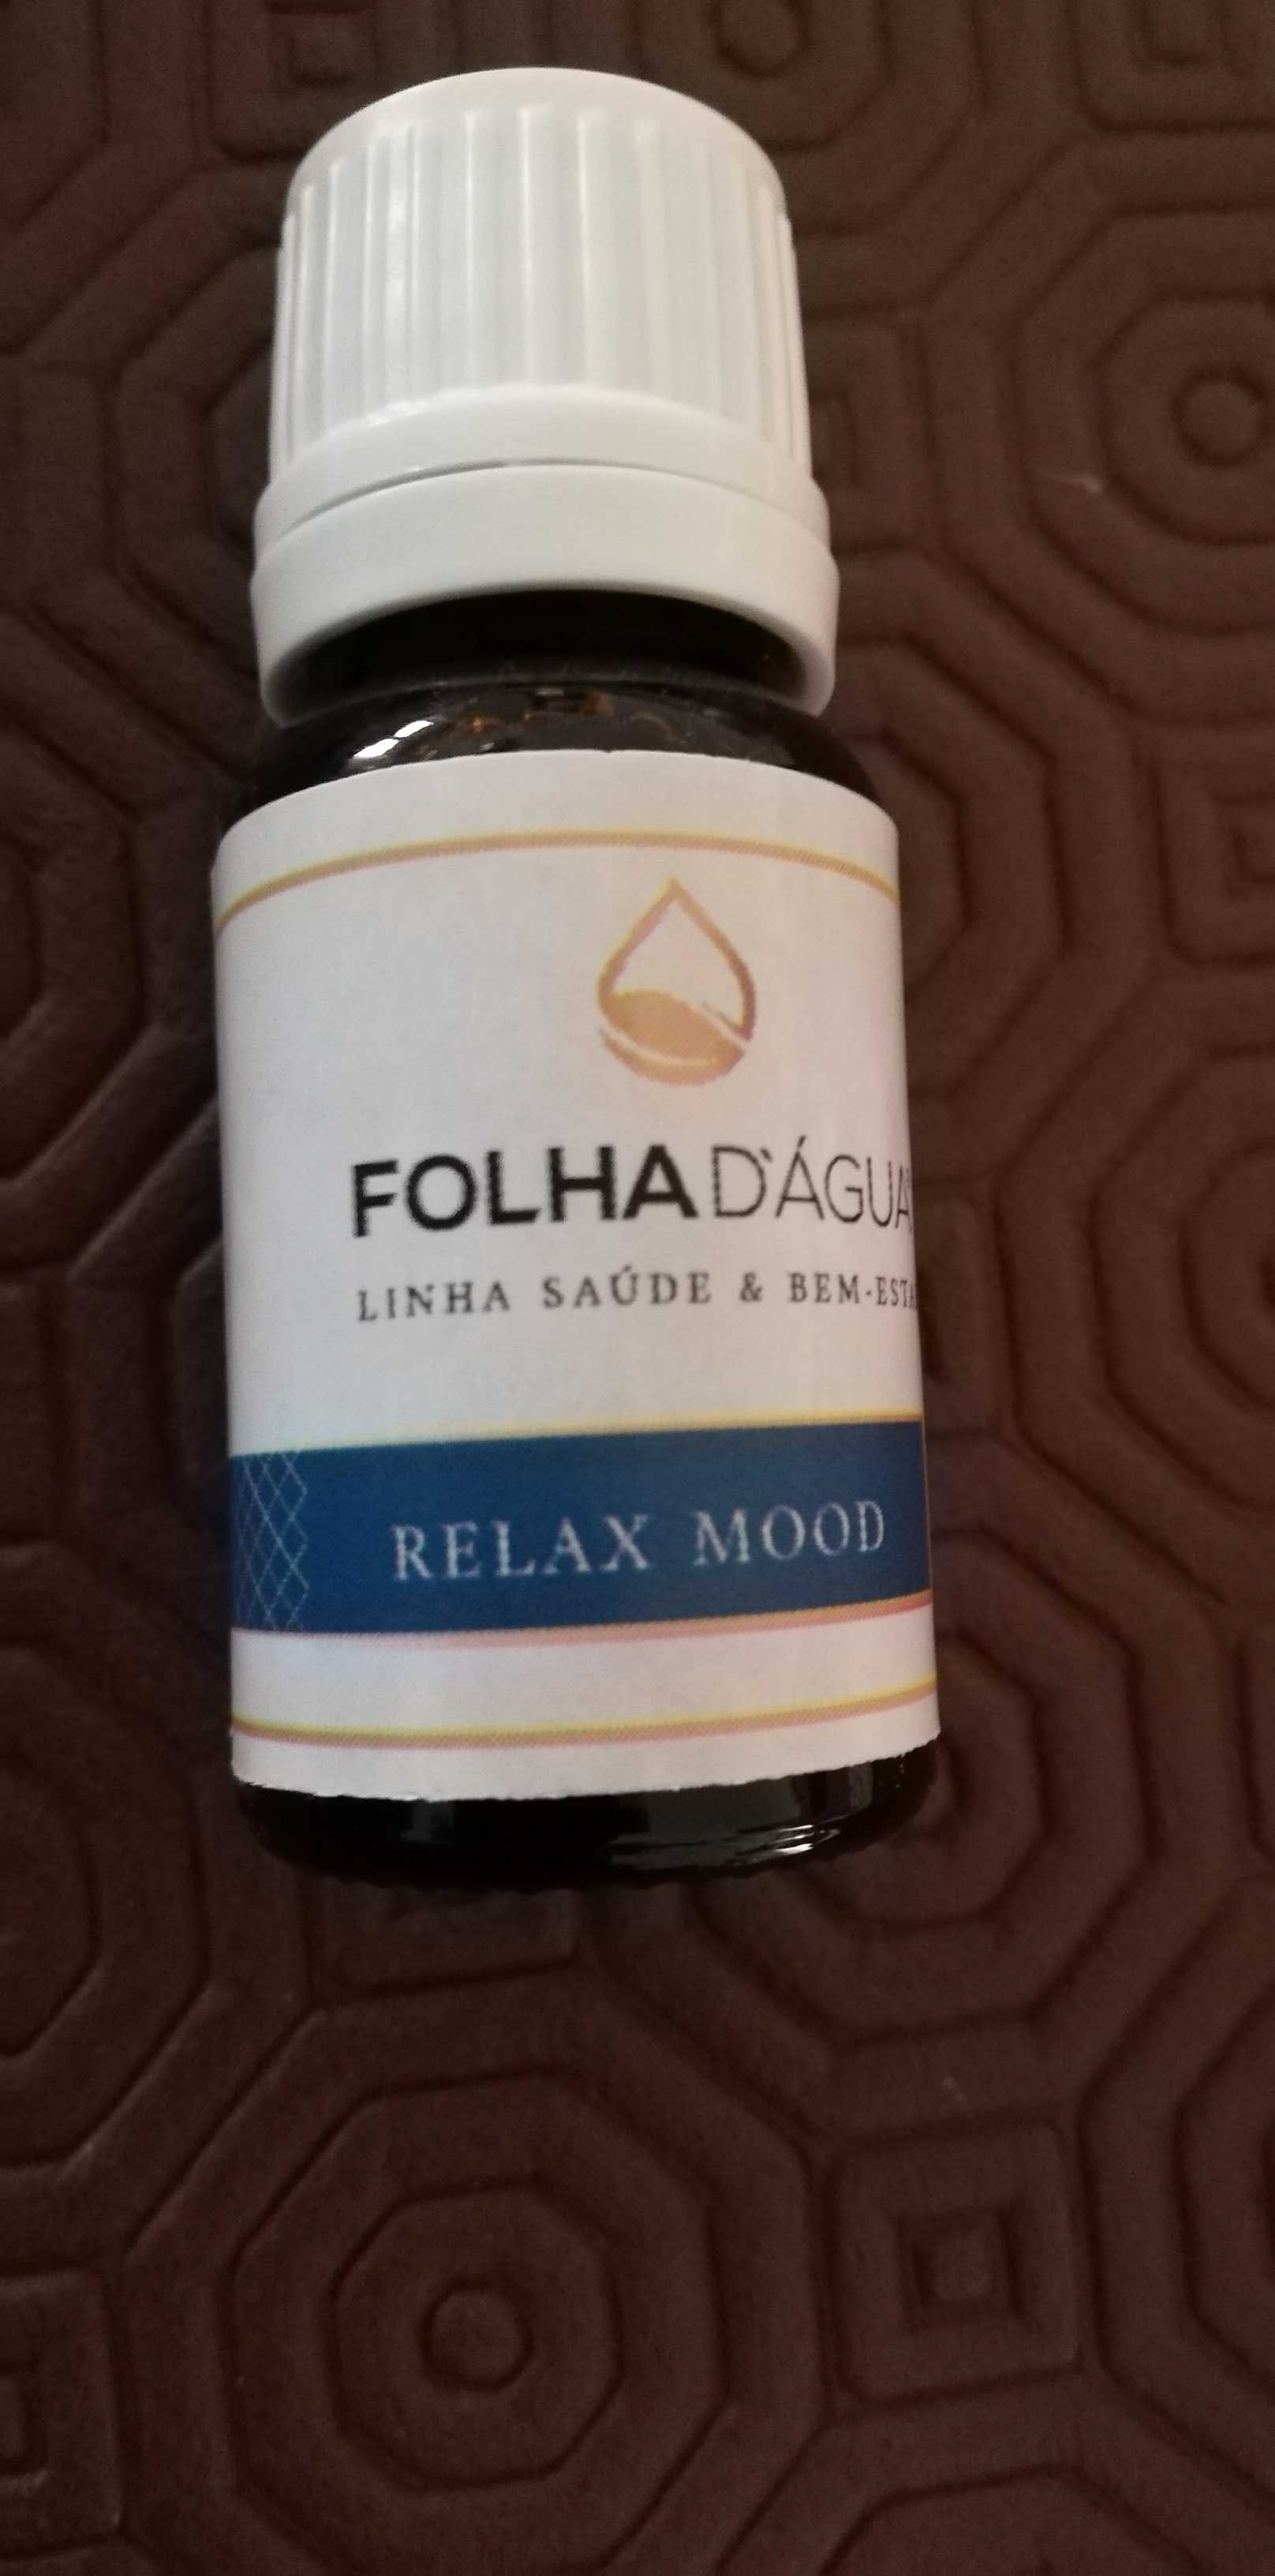 FOLHA D'ÁGUA
LINHA SAÚDE & BEM-ESTA
RELAX MOOD